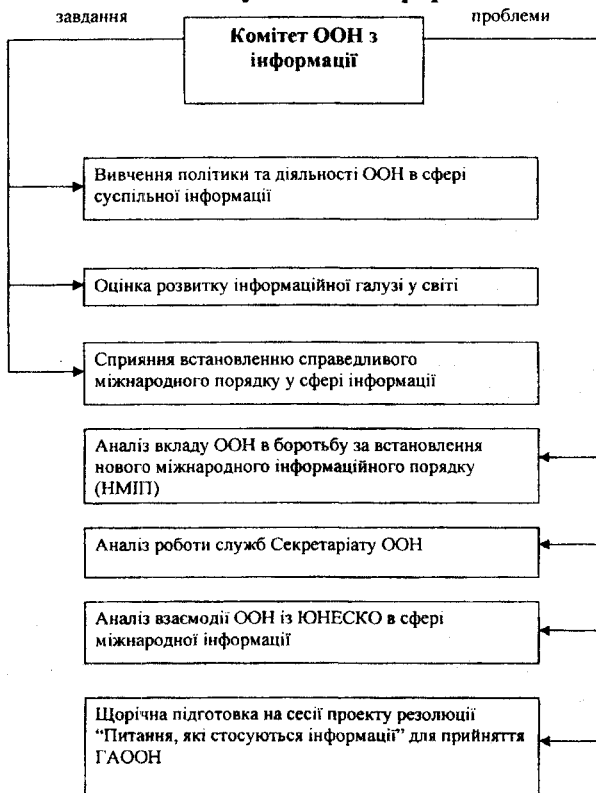 завдання
проблеми
Комітет ООН з
інформації
Вивчення політики та діяльності ООН в сфері
суспільної інформації
Оцінка розвитку інформаційної галузі у світі
Сприяння встановленню справедливого
міжнародного порядку у сфері інформації
Аналіз вкладу ООН в боротьбу за встановлення
нового міжнародного інформаційного порядку
(НМІП)
Аналіз роботи служб Секретаріату ООН
Аналіз взаємодії ООН із ЮНЕСКО в сфері
міжнародної інформації
Щорічна підготовка на сесії проекту резолюції
“Питання, які стосуються інформації” для прийняття
ГАООН